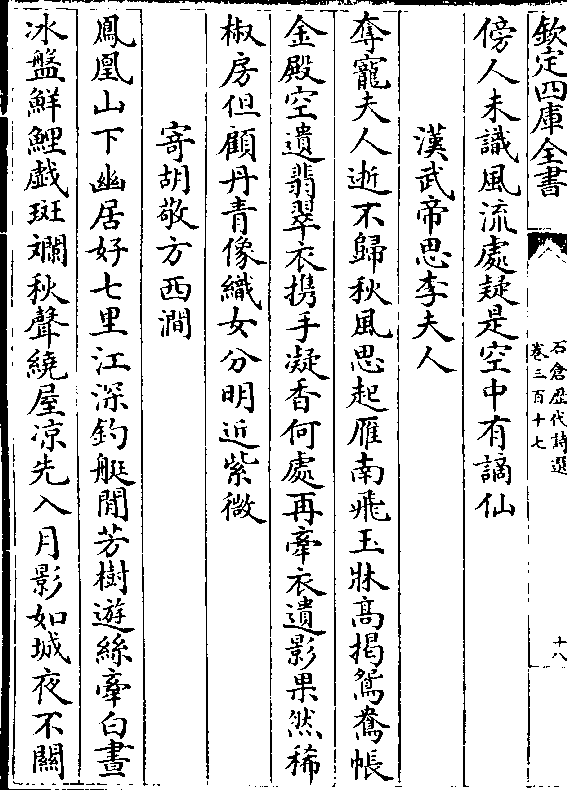 欽定四庫全書
石倉歷代詩選
卷三百十七
十八
傍人未識風流處疑是空中有謫仙
漢武帝思李夫人
奪寵夫人逝不歸秋風思起雁南飛玉牀高揭鴛鴦帳
金殿空遺翡翠衣携手凝香何處再牽衣遺影果然稀
椒房但顧丹青像織女分明近紫微
寄胡敬方西澗
鳳凰山下幽居好七里江深釣艇閒芳樹遊絲牽白晝
冰盤鮮鯉戯斑斕秋聲繞屋凉先入月影如城夜不關